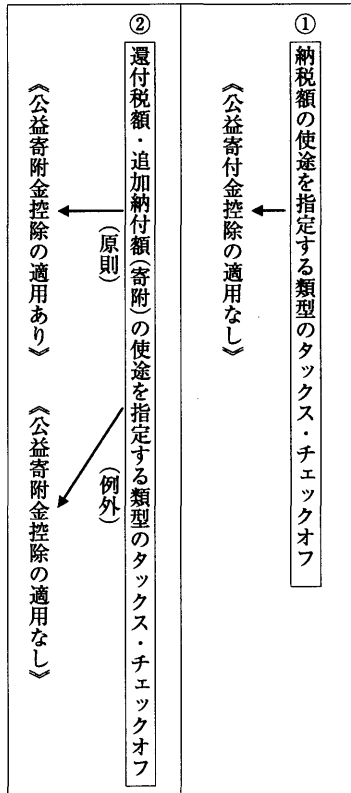 ① 納税額の使途を指定する類型のタックス・チェックオフ
《公益寄付金控除の適用なし》
② 還付税額・追加納付額(寄附)の使途を指定する類型のタックス・チェックオフ
(原則)
(例外)
《公益寄附金控除の適用あり》
《公益寄附金控除の適用なし》